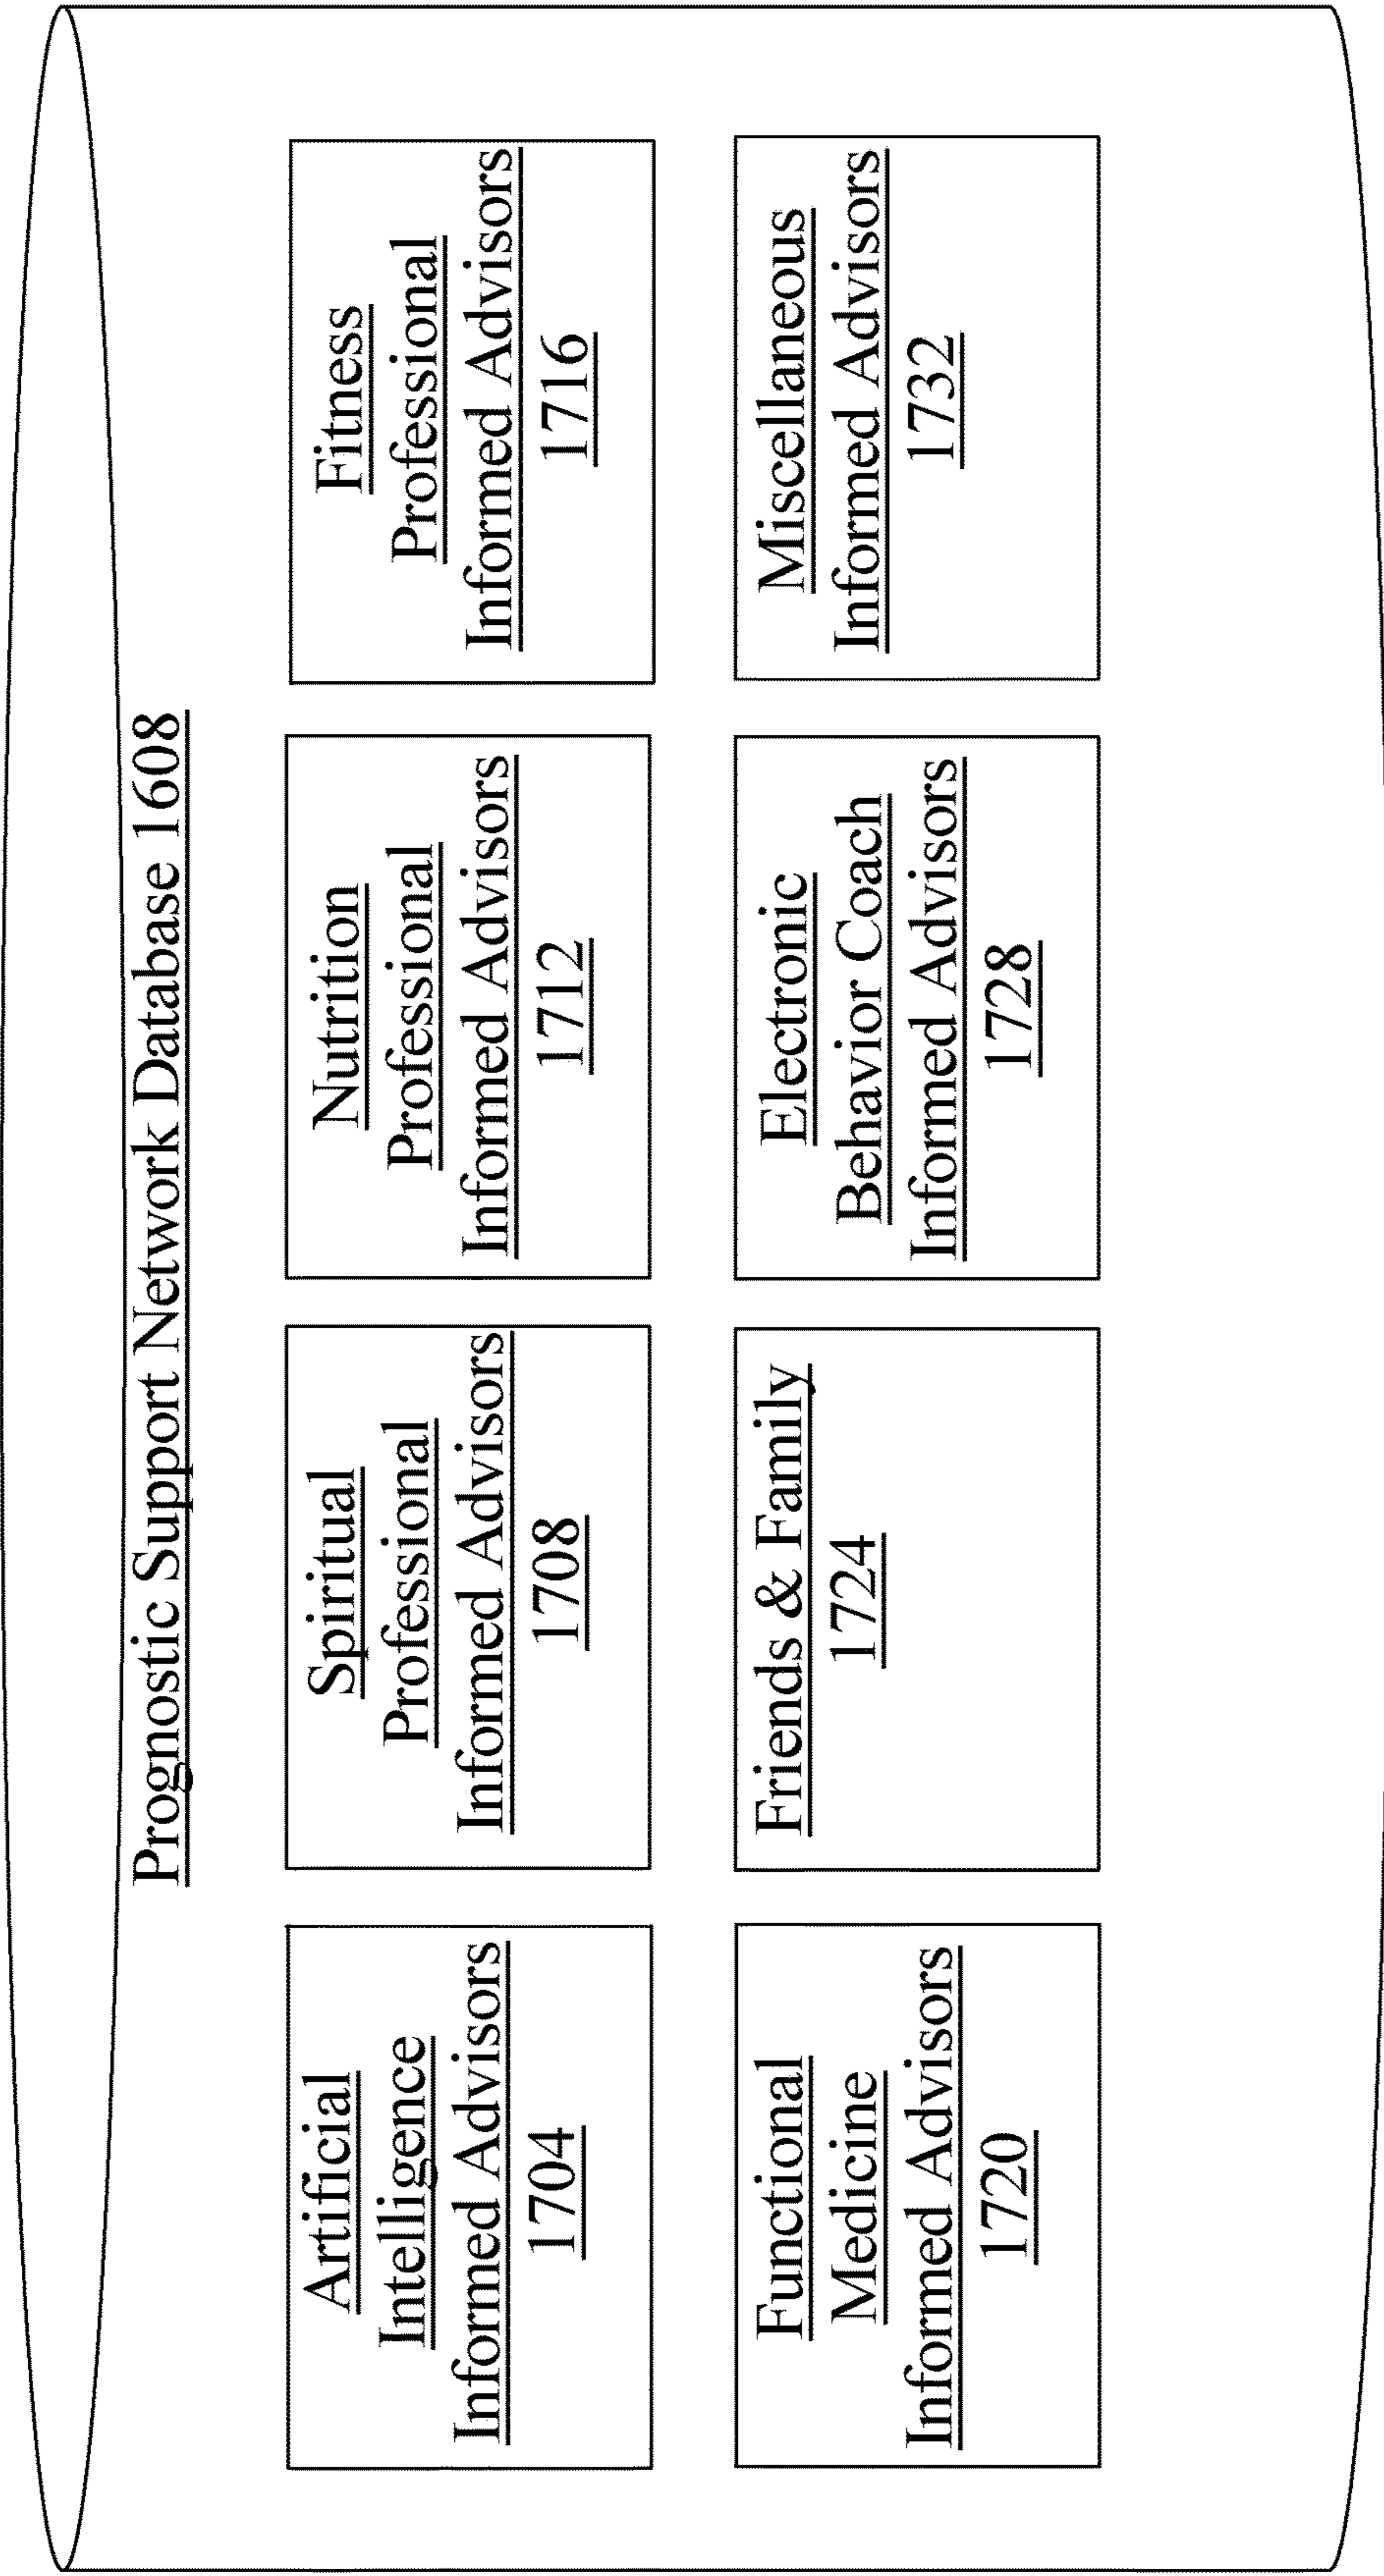 Prognostic Support Network Database 1608
Artificial
Intelligence
Informed Advisors
1704
Spiritual
Professional
Informed Advisors
1708
Nutrition
Professional
Informed Advisors
1712
Fitness
Professional
Informed Advisors
1716
Functional
Medicine
Informed Advisors
1720
Friends & Family
1724
Electronic
Behavior Coach
Informed Advisors
1728
Miscellaneous
Informed Advisors
1732